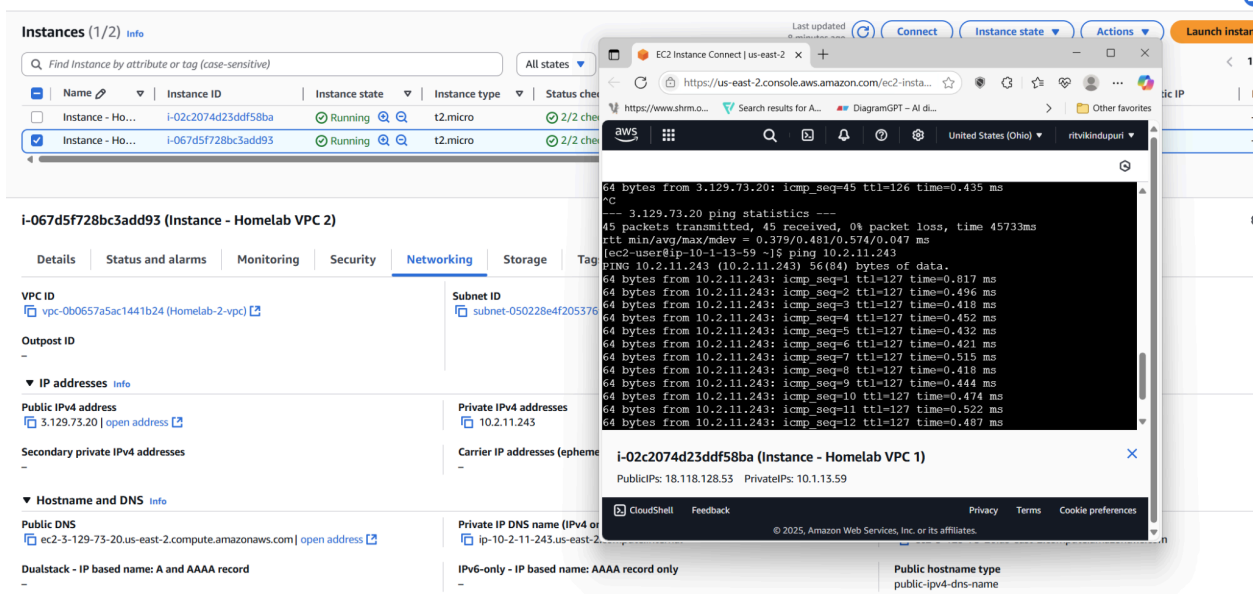 Instances (1/2) Info
Last updated
Connect
Instance state
Actions
Launch instan
Find Instance by attribute or tag (case-sensitive)
All states
1
Name
Instance ID
Instance state
Instance type
Status chec
tic IP
Instance - Ho...
i-02c2074d23ddf58ba
Running
t2.micro
2/2 che
Instance - Ho...
i-067d5f728bc3add93
Running
t2.micro
2/2 che
i-067d5f728bc3add93 (Instance - Homelab VPC 2)
Details
Status and alarms
Monitoring
Security
Networking
Storage
Tag
VPC ID
vpc-0b0657a5ac1441b24 (Homelab-2-vpc)
Subnet ID
subnet-050228e4f205376
Outpost ID
–
IP addresses Info
Public IPv4 address
3.129.73.20 | open address
Private IPv4 addresses
10.2.11.243
Secondary private IPv4 addresses
–
Carrier IP addresses (epheme
–
Hostname and DNS Info
Public DNS
ec2-3-129-73-20.us-east-2.compute.amazonaws.com | open address
Private IP DNS name (IPv4 on
Dualstack - IP based name: A and AAAA record
–
IPv6-only - IP based name: AAAA record only
–
Public hostname type
public-ipv4-dns-name
EC2 Instance Connect | us-east-2
https://us-east-2.console.aws.amazon.com/ec2-insta...
https://www.shrm.o...
Search results for A...
DiagramGPT – AI di...
Other favorites
aws
United States (Ohio)
ritvikindupuri
64 bytes from 3.129.73.20: icmp_seq=45 ttl=126 time=0.435 ms
^C
--- 3.129.73.20 ping statistics ---
45 packets transmitted, 45 received, 0% packet loss, time 45733ms
rtt min/avg/max/mdev = 0.379/0.481/0.574/0.047 ms
[ec2-user@ip-10-1-13-59 ~]$ ping 10.2.11.243
PING 10.2.11.243 (10.2.11.243) 56(84) bytes of data.
64 bytes from 10.2.11.243: icmp_seq=1 ttl=127 time=0.817 ms
64 bytes from 10.2.11.243: icmp_seq=2 ttl=127 time=0.496 ms
64 bytes from 10.2.11.243: icmp_seq=3 ttl=127 time=0.418 ms
64 bytes from 10.2.11.243: icmp_seq=4 ttl=127 time=0.452 ms
64 bytes from 10.2.11.243: icmp_seq=5 ttl=127 time=0.432 ms
64 bytes from 10.2.11.243: icmp_seq=6 ttl=127 time=0.421 ms
64 bytes from 10.2.11.243: icmp_seq=7 ttl=127 time=0.515 ms
64 bytes from 10.2.11.243: icmp_seq=8 ttl=127 time=0.418 ms
64 bytes from 10.2.11.243: icmp_seq=9 ttl=127 time=0.444 ms
64 bytes from 10.2.11.243: icmp_seq=10 ttl=127 time=0.474 ms
64 bytes from 10.2.11.243: icmp_seq=11 ttl=127 time=0.522 ms
64 bytes from 10.2.11.243: icmp_seq=12 ttl=127 time=0.487 ms
i-02c2074d23ddf58ba (Instance - Homelab VPC 1)
PublicIPs: 18.118.128.53 PrivateIPs: 10.1.13.59
CloudShell
Feedback
Privacy
Terms
Cookie preferences
© 2025, Amazon Web Services, Inc. or its affiliates.